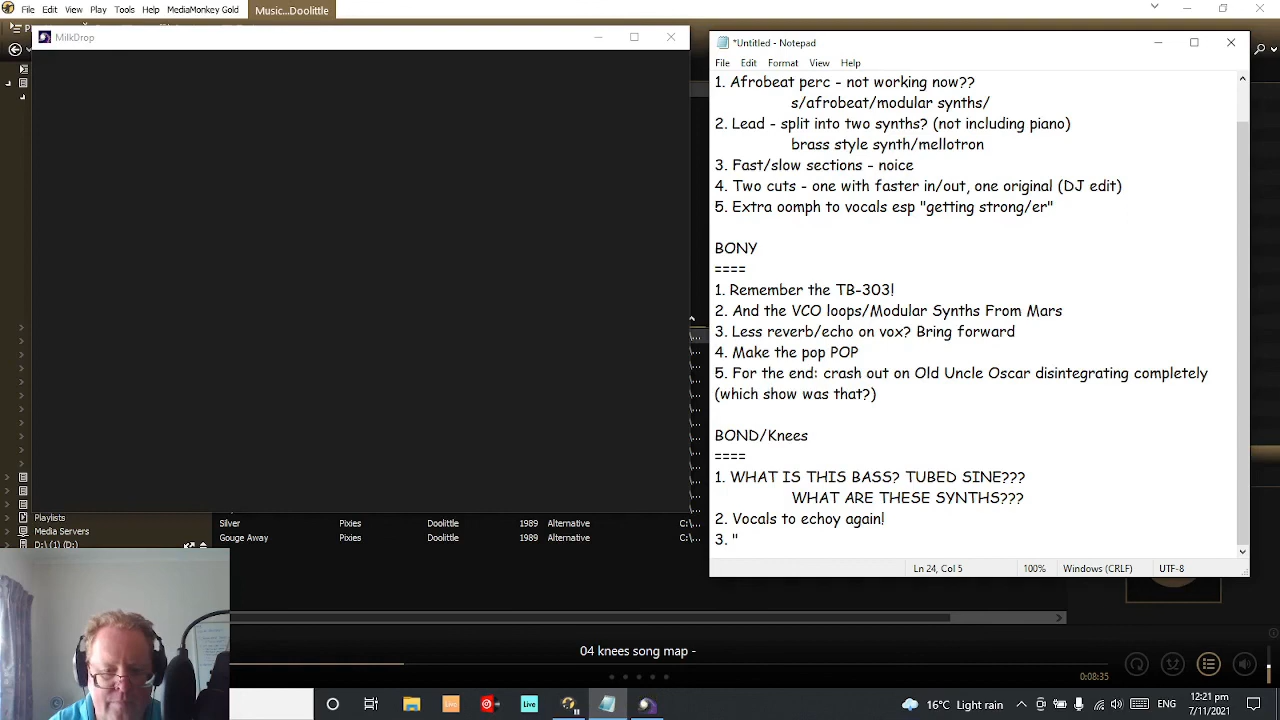 File Edit View Play Tools Help MediaMonkey Gold Music...Doolittle
MilkDrop
*Untitled - Notepad
File Edit Format View Help
1. Afrobeat perc - not working now??
s/afrobeat/modular synths/
2. Lead - split into two synths? (not including piano)
brass style synth/mellotron
3. Fast/slow sections - noice
4. Two cuts - one with faster in/out, one original (DJ edit)
5. Extra oomph to vocals esp "getting strong/er"
BONY
====
1. Remember the TB-303!
2. And the VCO loops/Modular Synths From Mars
3. Less reverb/echo on vox? Bring forward
4. Make the pop POP
5. For the end: crash out on Old Uncle Oscar disintegrating completely
(which show was that?)
BOND/Knees
====
1. WHAT IS THIS BASS? TUBED SINE???
WHAT ARE THESE SYNTHS???
2. Vocals to echoy again!
3. "
Ln 24, Col 5 100% Windows (CRLF) UTF-8
Playlists
Media Servers
D:\1 (D:)
Silver Pixies Doolittle 1989 Alternative C:\...
Gouge Away Pixies Doolittle 1989 Alternative C:\...
04 knees song map -
0:08:35
Live
Live
16°C Light rain
ENG
12:21 pm
7/11/2021